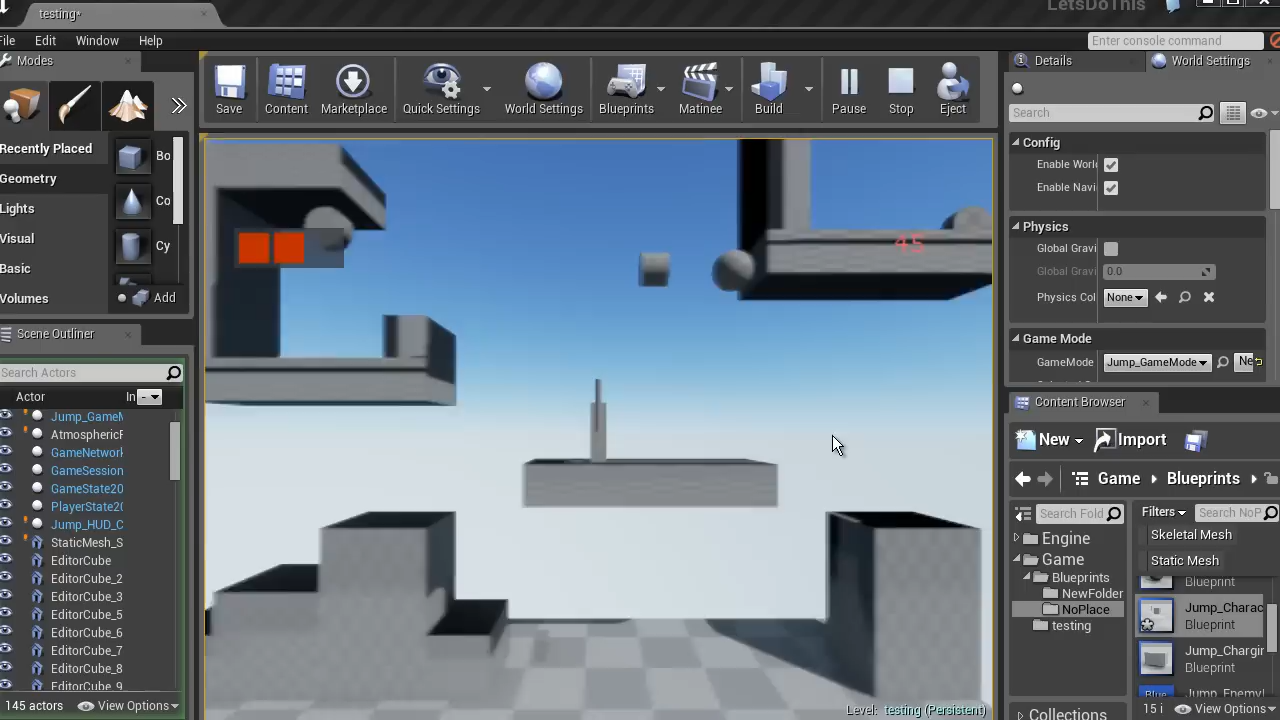 testing*
LetsDoThis
File
Edit
Window
Help
Enter console command
Modes
Recently Placed
Geometry
Lights
Visual
Basic
Volumes
Bo
Co
Cy
Add
Save
Content
Marketplace
Quick Settings
World Settings
Blueprints
Matinee
Build
Pause
Stop
Eject
45
Level: testing (Persistent)
Scene Outliner
Search Actors
Actor
In
Jump_GameM
AtmosphericF
GameNetwork
GameSession
GameState20
PlayerState20
Jump_HUD_C
StaticMesh_S
EditorCube
EditorCube_2
EditorCube_3
EditorCube_5
EditorCube_6
EditorCube_7
EditorCube_8
EditorCube_9
145 actors
View Options
Details
World Settings
Search
Config
Enable World
Enable Navi
Physics
Global Gravi
Global Gravi
0.0
Physics Col
None
Game Mode
GameMode
Jump_GameMode
Ne
Content Browser
New
Import
Game
Blueprints
Search Fold
Filters
Search NoP
Engine
Game
Blueprints
NewFolder
NoPlace
testing
Collections
Skeletal Mesh
Static Mesh
Blueprint
Jump_Charac
Blueprint
Jump_Chargin
Blueprint
Blue
Jump_Enemy
15 i
View Options